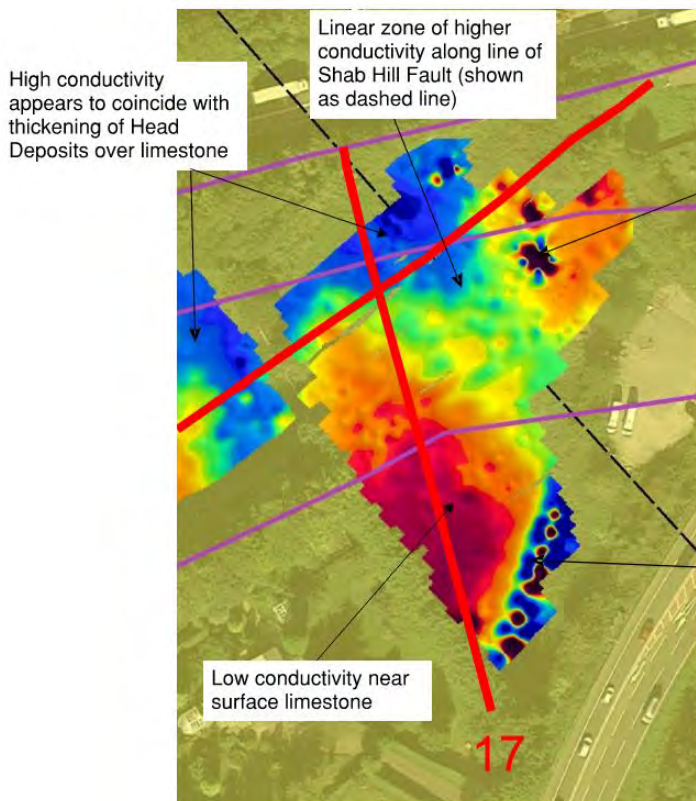 High conductivity
appears to coincide with
thickening of Head
Deposits over limestone
Linear zone of higher
conductivity along line of
Shab Hill Fault (shown
as dashed line)
Low conductivity near
surface limestone
17